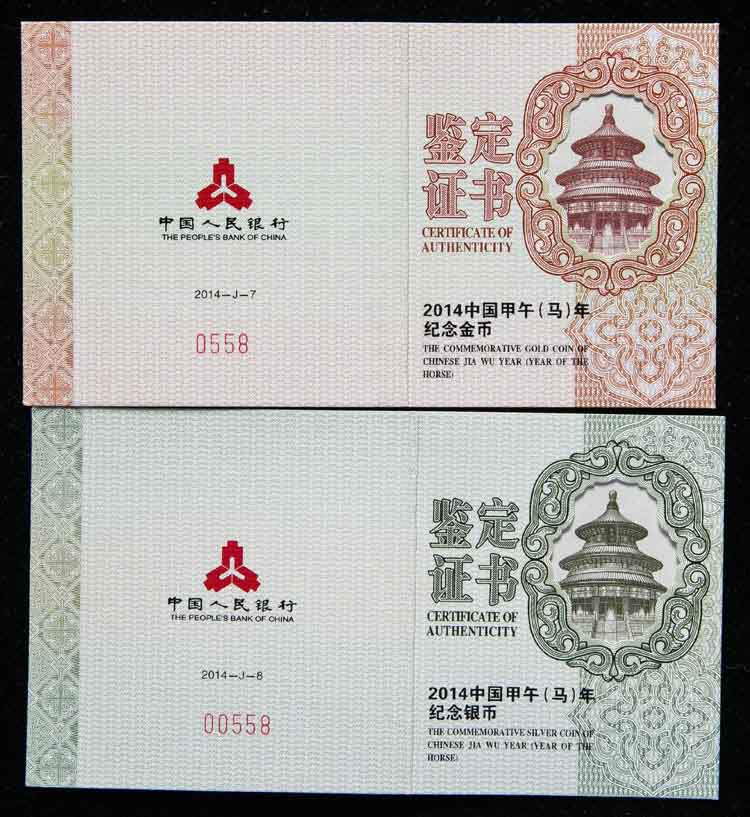 中国人民银行
THE PEOPLE'S BANK OF CHINA
2014-J-7
0558
鉴定
证书
CERTIFICATE OF
AUTHENTICITY
2014中国甲午(马)年
纪念金币
THE COMMEMORATIVE GOLD COIN OF
CHINESE JIA WU YEAR (YEAR OF THE
HORSE)
中国人民银行
THE PEOPLE'S BANK OF CHINA
2014-J-8
00558
鉴定
证书
CERTIFICATE OF
AUTHENTICITY
2014中国甲午(马)年
纪念银币
THE COMMEMORATIVE SILVER COIN OF
CHINESE JIA WU YEAR (YEAR OF THE
HORSE)